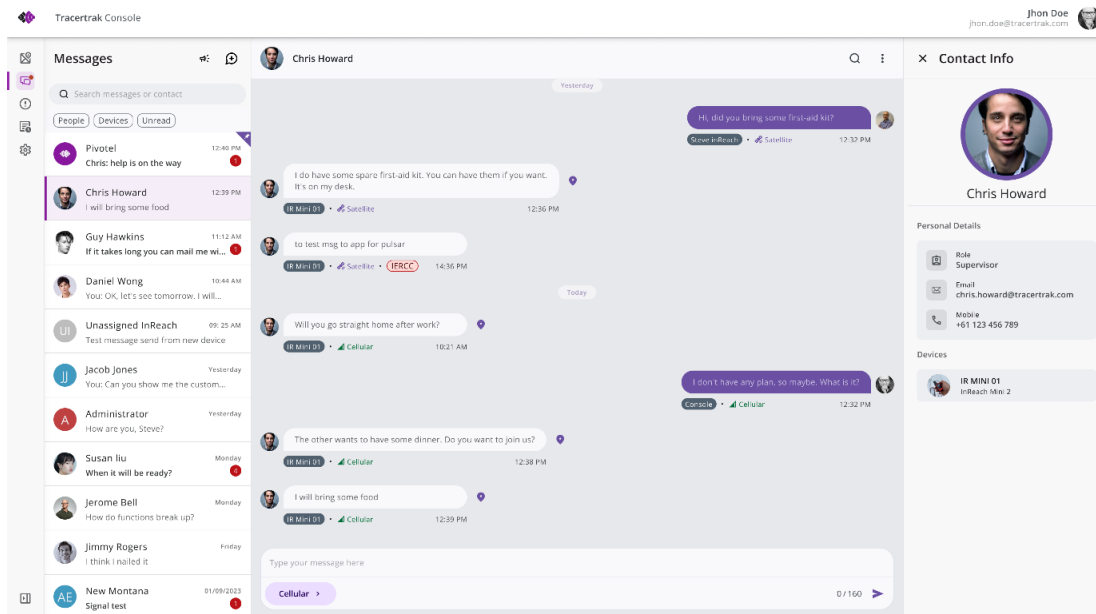 Tracertrak Console
Jhon Doe
jhon.doe@tracertrak.com
Messages
Search messages or contact
People Devices Unread
Pivotel 12:40 PM
Chris: help is on the way 1
Chris Howard 12:39 PM
I will bring some food
Guy Hawkins 11:12 AM
If it takes long you can mail me wi... 1
Daniel Wong 10:44 AM
You: OK, let's see tomorrow. I will...
UI
Unassigned InReach 09: 25 AM
Test message send from new device
JJ
Jacob Jones Yesterday
You: Can you show me the custom...
A
Administrator Yesterday
How are you, Steve?
Susan liu Monday
When it will be ready? 4
Jerome Bell Monday
How do functions break up?
Jimmy Rogers Friday
I think I nailed it
AE
New Montana 01/09/2023
Signal test 1
Chris Howard
Yesterday
Hi, did you bring some first-aid kit?
Steve inReach • Satellite 12:32 PM
I do have some spare first-aid kit. You can have them if you want.
It's on my desk.
IR Mini 01 • Satellite 12:36 PM
to test msg to app for pulsar
IR Mini 01 • Satellite • IERCC 14:36 PM
Today
Will you go straight home after work?
IR Mini 01 • Cellular 10:21 AM
I don't have any plan, so maybe. What is it?
Console • Cellular 12:32 PM
The other wants to have some dinner. Do you want to join us?
IR Mini 01 • Cellular 12:38 PM
I will bring some food
IR Mini 01 • Cellular 12:39 PM
Type your message here
Cellular > 0/160
Contact Info
Chris Howard
Personal Details
Role
Supervisor
Email
chris.howard@tracertrak.com
Mobile
+61 123 456 789
Devices
IR MINI 01
InReach Mini 2